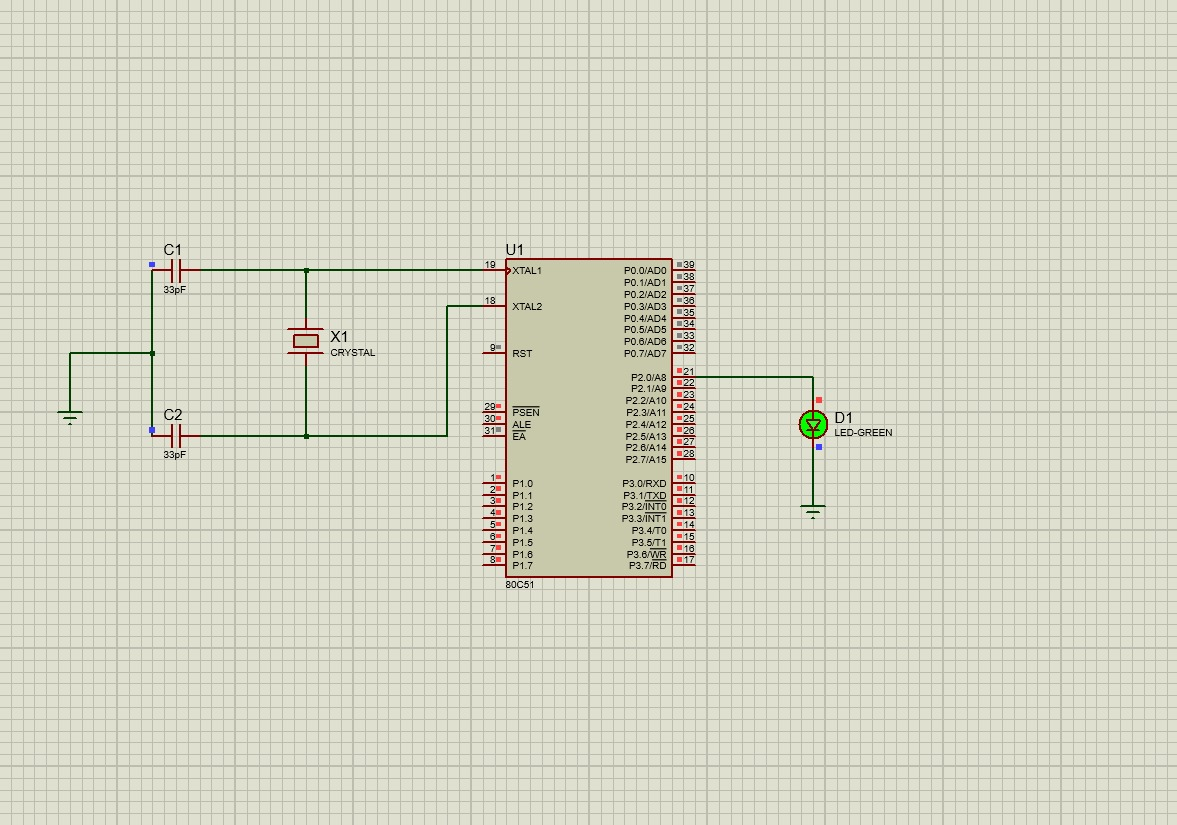 C1
33pF
C2
33pF
X1
CRYSTAL
U1
19 XTAL1
18 XTAL2
9 RST
29 PSEN
30 ALE
31 EA
1 P1.0
2 P1.1
3 P1.2
4 P1.3
5 P1.4
6 P1.5
7 P1.6
8 P1.7
P0.0/AD0 39
P0.1/AD1 38
P0.2/AD2 37
P0.3/AD3 36
P0.4/AD4 35
P0.5/AD5 34
P0.6/AD6 33
P0.7/AD7 32
P2.0/A8 21
P2.1/A9 22
P2.2/A10 23
P2.3/A11 24
P2.4/A12 25
P2.5/A13 26
P2.6/A14 27
P2.7/A15 28
P3.0/RXD 10
P3.1/TXD 11
P3.2/INT0 12
P3.3/INT1 13
P3.4/T0 14
P3.5/T1 15
P3.6/WR 16
P3.7/RD 17
80C51
D1
LED-GREEN